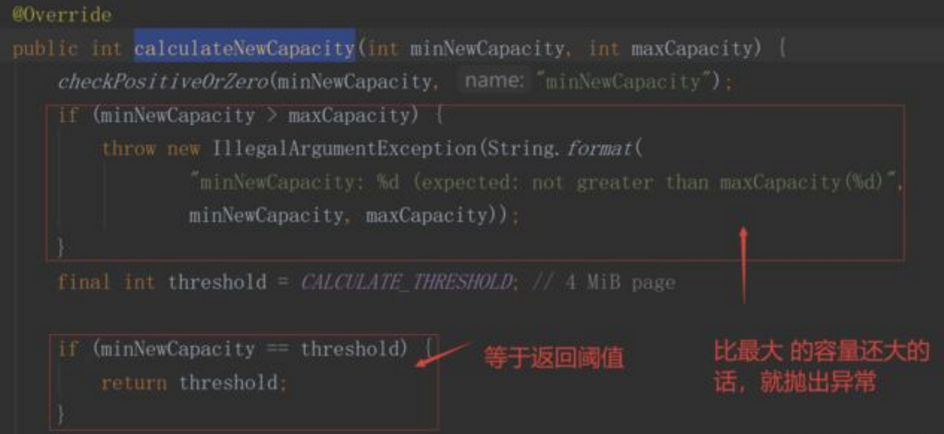 @Override
public int calculateNewCapacity(int minNewCapacity, int maxCapacity) {
checkPositiveOrZero(minNewCapacity, name: "minNewCapacity");
if (minNewCapacity > maxCapacity) {
throw new IllegalArgumentException(String.format(
"minNewCapacity: %d (expected: not greater than maxCapacity(%d)",
minNewCapacity, maxCapacity));
}
final int threshold = CALCULATE_THRESHOLD; // 4 MiB page
if (minNewCapacity == threshold) {
return threshold;
}
等于返回阈值
比最大 的容量还大的
话，就抛出异常